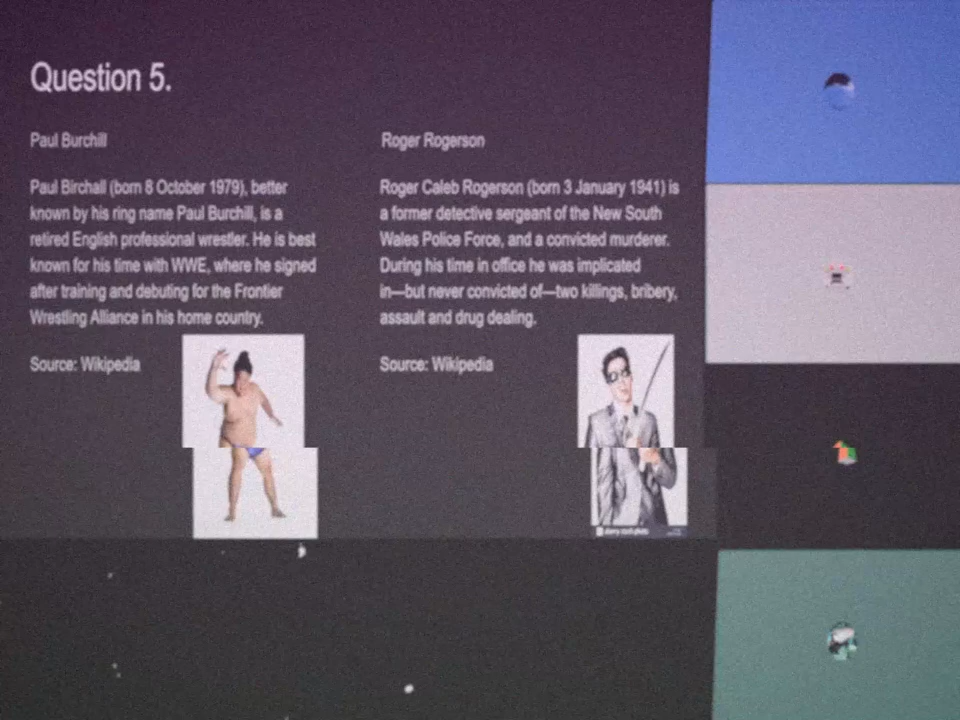 Question 5.
Paul Burchill
Paul Birchall (born 8 October 1979), better
known by his ring name Paul Burchill, is a
retired English professional wrestler. He is best
known for his time with WWE, where he signed
after training and debuting for the Frontier
Wrestling Alliance in his home country.
Source: Wikipedia
Roger Rogerson
Roger Caleb Rogerson (born 3 January 1941) is
a former detective sergeant of the New South
Wales Police Force, and a convicted murderer.
During his time in office he was implicated
in—but never convicted of—two killings, bribery,
assault and drug dealing.
Source: Wikipedia